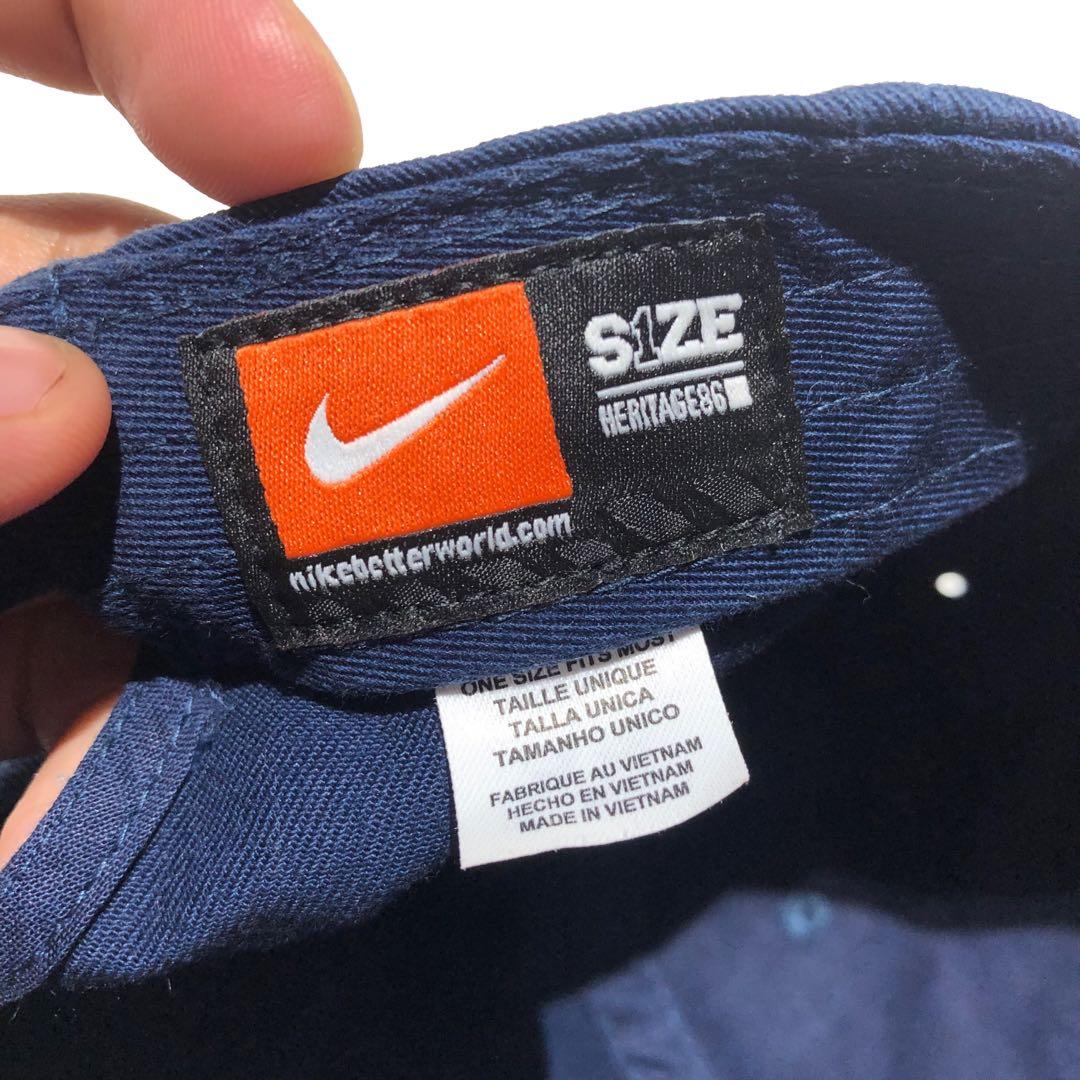 S1ZE
HERITAGE86
nikebetterworld.com
ONE SIZE FITS MOST
TAILLE UNIQUE
TALLA UNICA
TAMANHO UNICO
FABRIQUE AU VIETNAM
HECHO EN VIETNAM
MADE IN VIETNAM